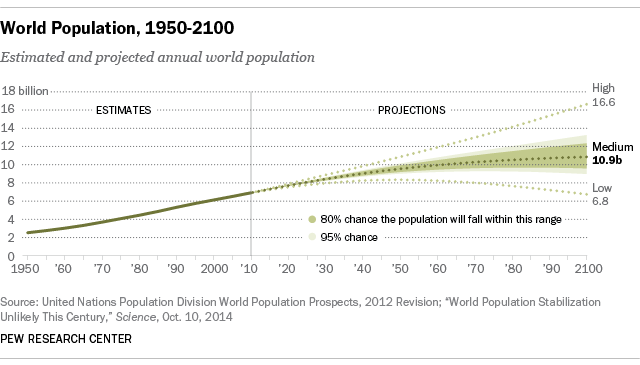 World Population, 1950-2100
Estimated and projected annual world population
18 billion
High
16.6
16
ESTIMATES
PROJECTIONS
14
12
Medium
10.9b
10
8
Low
6.8
6
4
80% chance the population will fall within this range
2
95% chance
0
1950 '60 '70 '80 '90 2000 '10 '20 '30 '40 '50 '60 '70 '80 '90 2100
Source: United Nations Population Division World Population Prospects, 2012 Revision; “World Population Stabilization
Unlikely This Century,” Science, Oct. 10, 2014
PEW RESEARCH CENTER